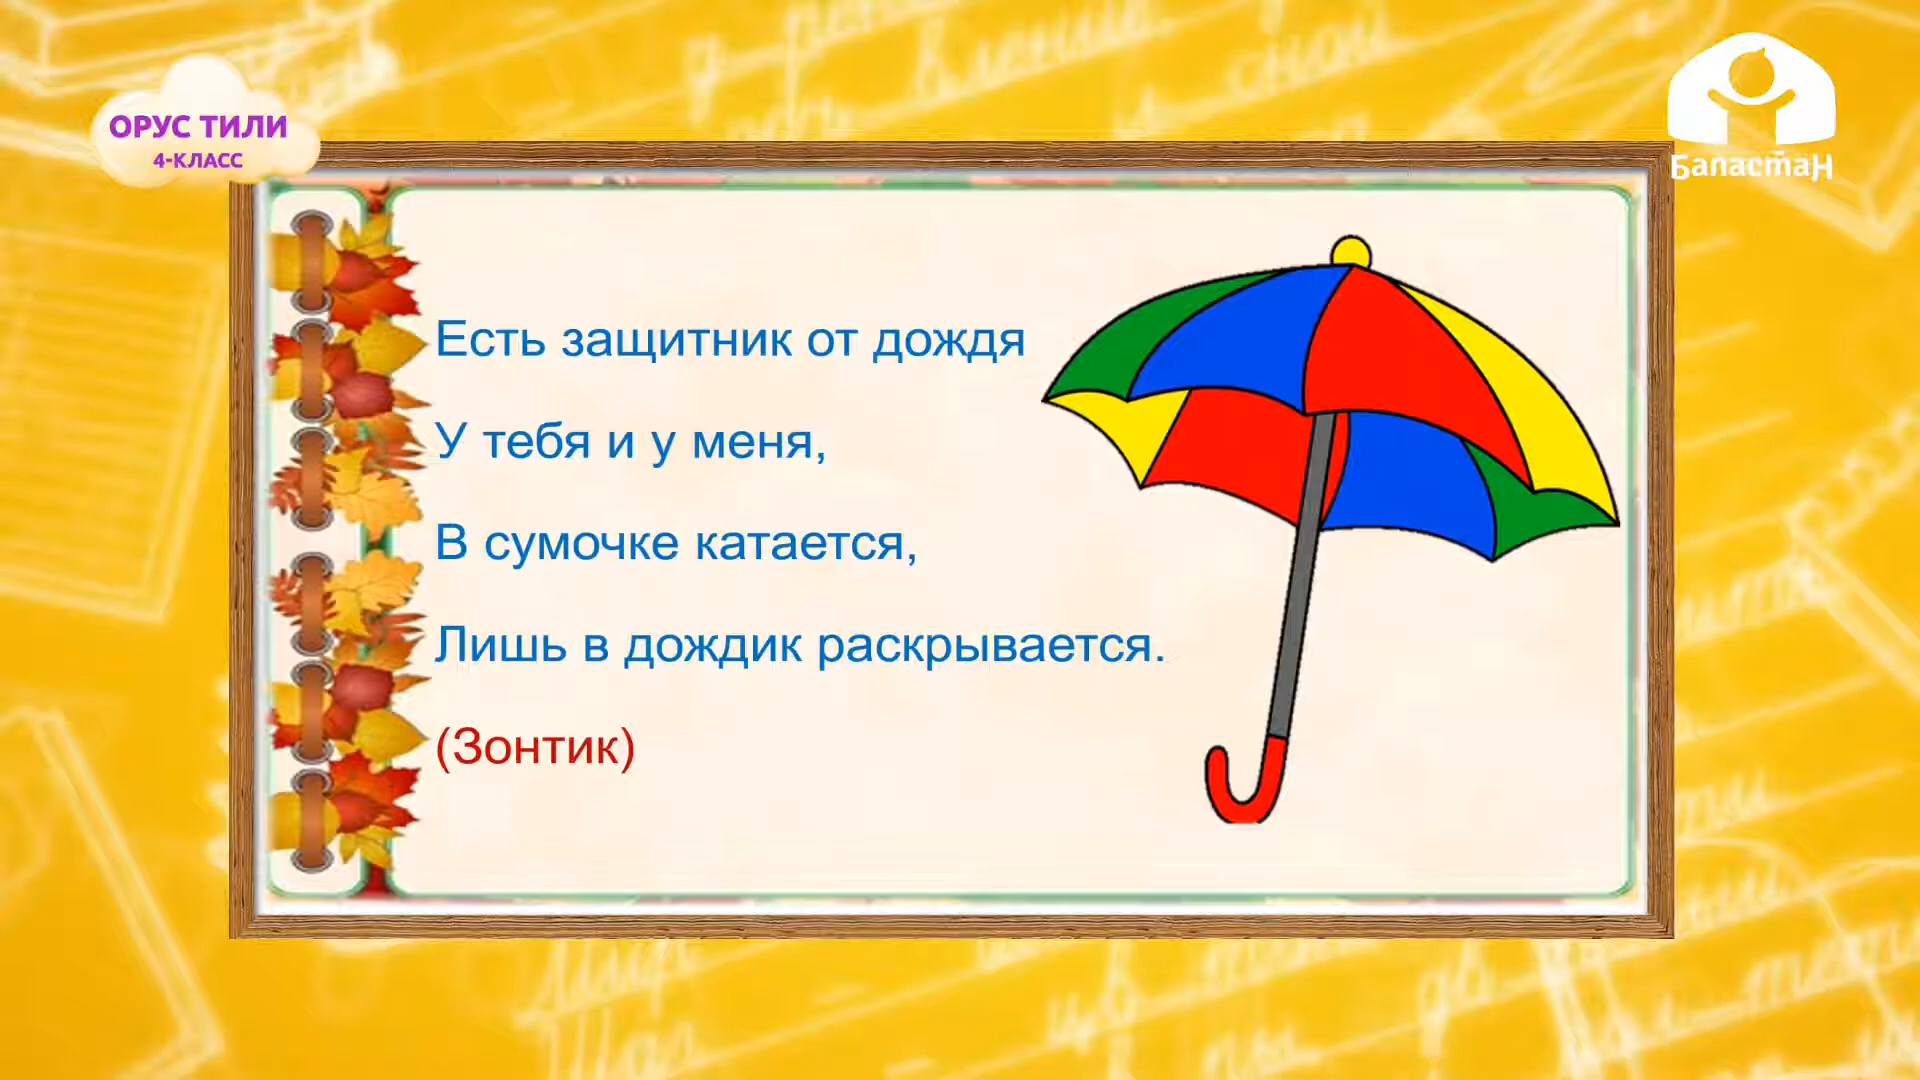 ОРУС ТИЛИ
4-КЛАСС
Баластан
Есть защитник от дождя
У тебя и у меня,
В сумочке катается,
Лишь в дождик раскрывается.
(Зонтик)